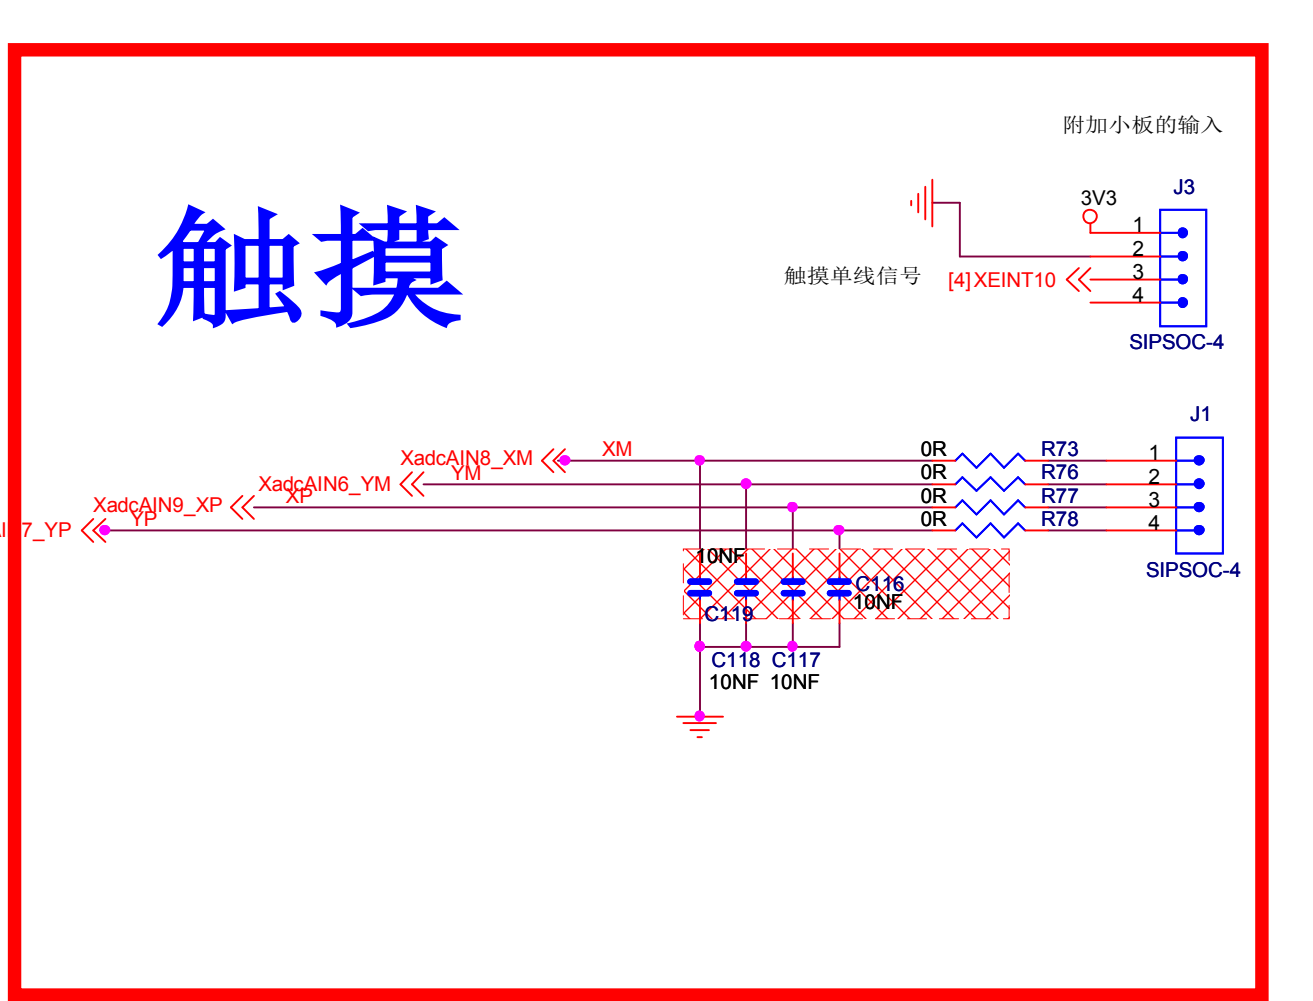 附加小板的输入
J3
3V3
1
2
触摸
触摸单线信号
[4] XEINT10
3
4
SIPSOC-4
J1
XadcAIN8_XM
XM
0R
R73
1
XadcAIN6_YM
YM
0R
R76
2
XadcAIN9_XP
XP
0R
R77
3
7_YP
YP
0R
R78
4
10NF
SIPSOC-4
C116
10NF
C119
C118
C117
10NF
10NF